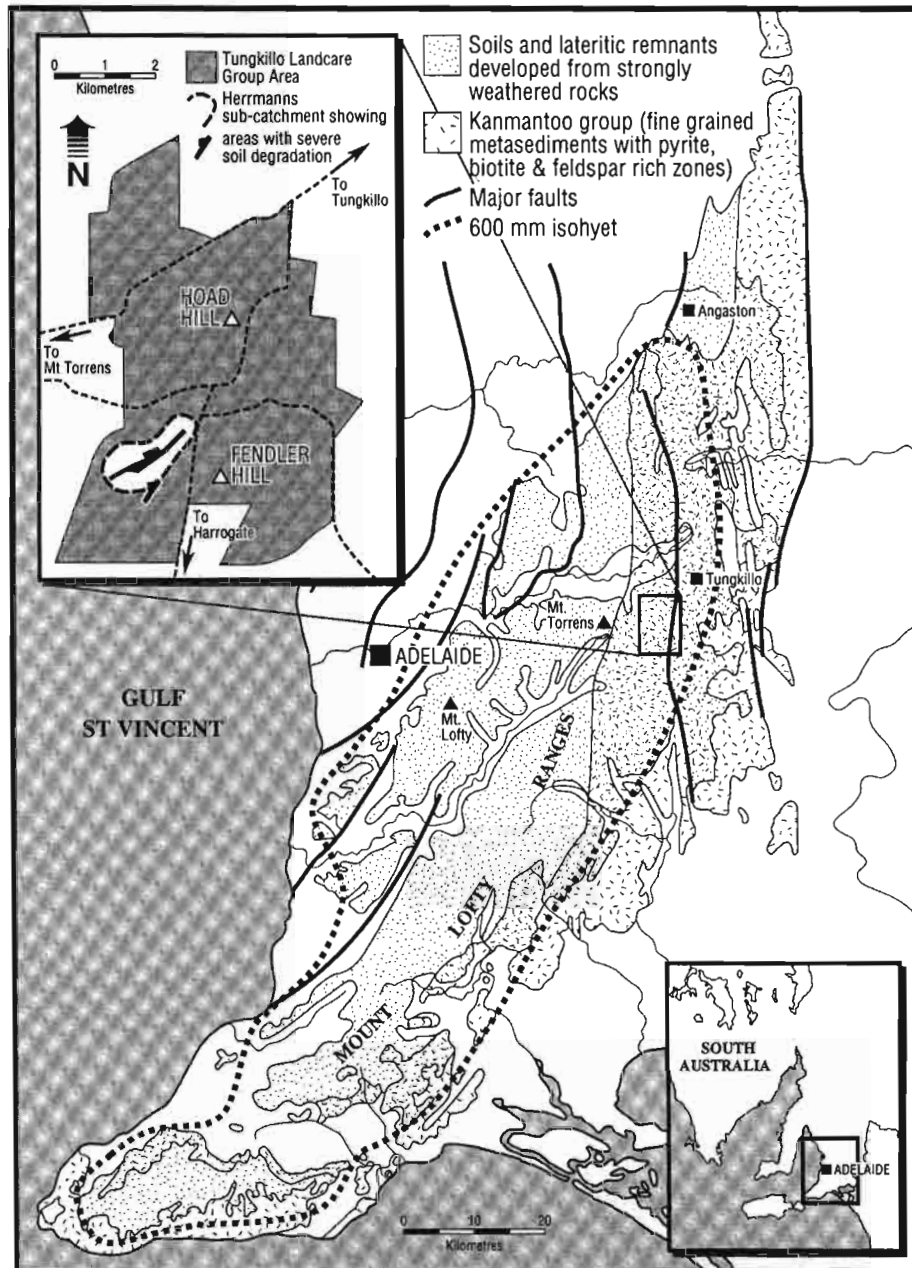 0 1 2
Kilometres
N
Tungkillo Landcare
Group Area
Herrmanns
sub-catchment showing
areas with severe
soil degradation
To
Tungkillo
HOAD
HILL
To
Mt Torrens
FENDLER
HILL
To
Harrogate
Soils and lateritic remnants
developed from strongly
weathered rocks
Kanmantoo group (fine grained
metasediments with pyrite,
biotite & feldspar rich zones)
Major faults
600 mm isohyet
Angaston
Tungkillo
Mt.
Torrens
ADELAIDE
Mt.
Lofty
GULF
ST VINCENT
MOUNT
LOFTY
RANGES
0 10 20
Kilometres
SOUTH
AUSTRALIA
ADELAIDE